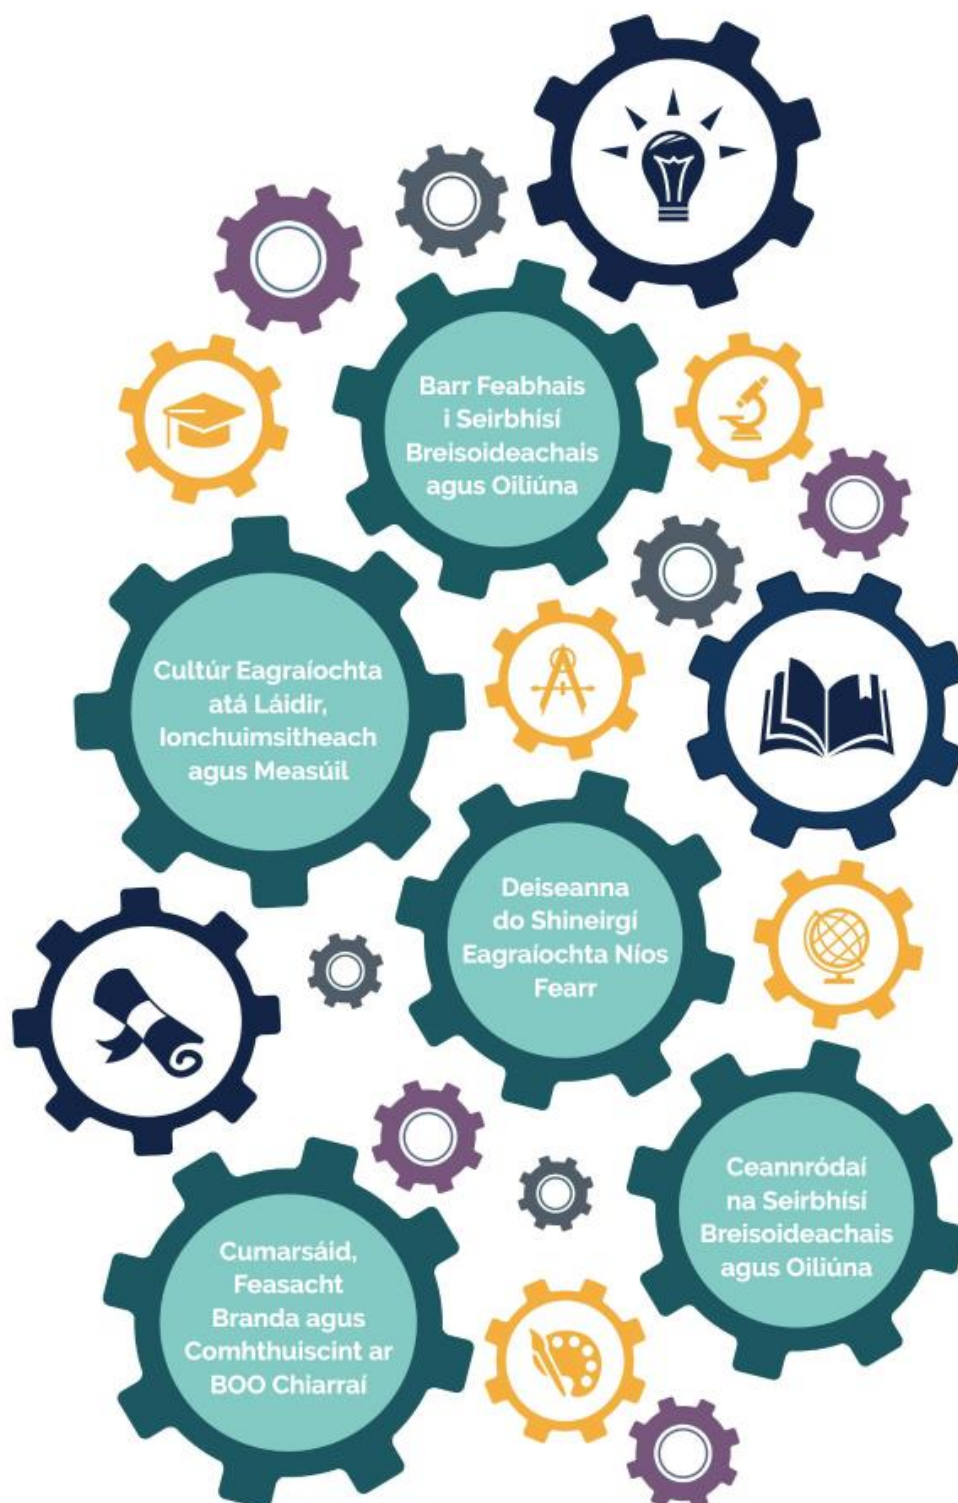 Barr Feabhais
i Seirbhísí
Breisoideachais
agus Oiliúna
Cultúr Eagraíochta
atá Láidir,
Ionchuimsitheach
agus Measúil
Deiseanna
do Shineirgí
Eagraíochta Níos
Fearr
Ceannródaí
na Seirbhísí
Breisoideachais
agus Oiliúna
Cumarsáid,
Feasacht
Branda agus
Comhthuiscint ar
BOO Chiarraí